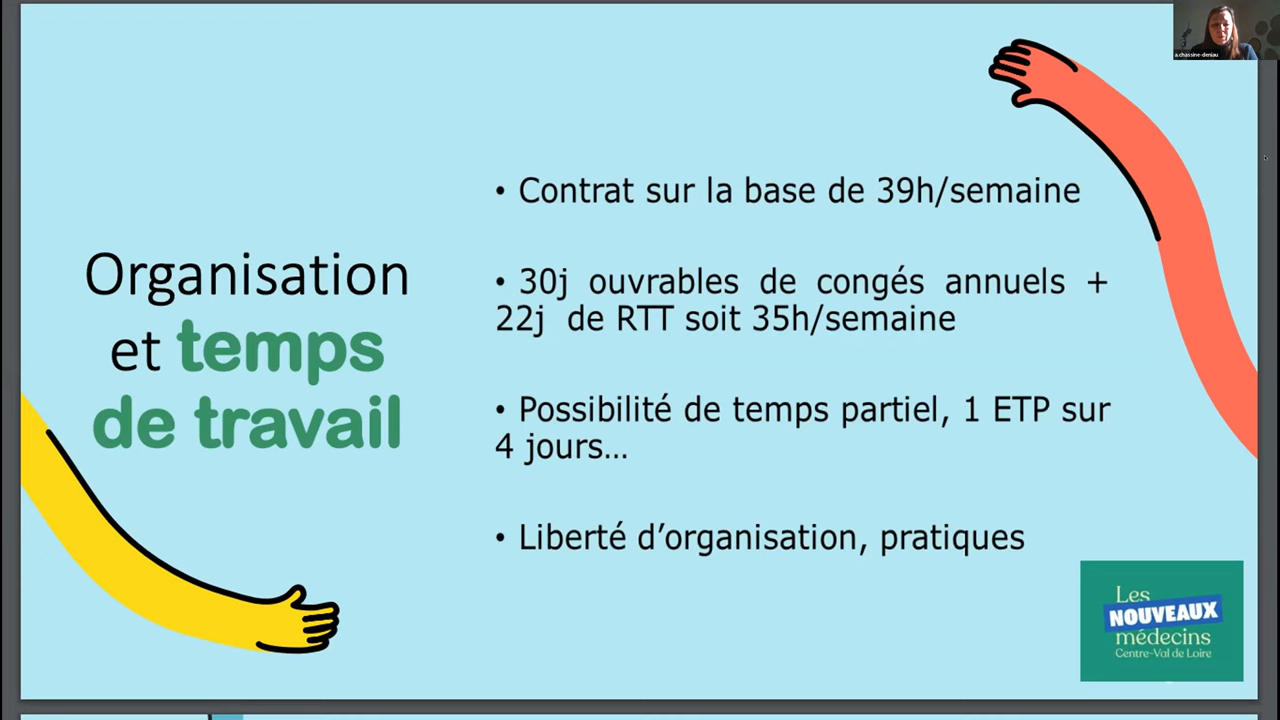 a.chassine-deniau
Organisation
et temps
de travail
• Contrat sur la base de 39h/semaine
• 30j ouvrables de congés annuels +
22j de RTT soit 35h/semaine
• Possibilité de temps partiel, 1 ETP sur
4 jours…
• Liberté d’organisation, pratiques
Les
NOUVEAUX
médecins
Centre-Val de Loire